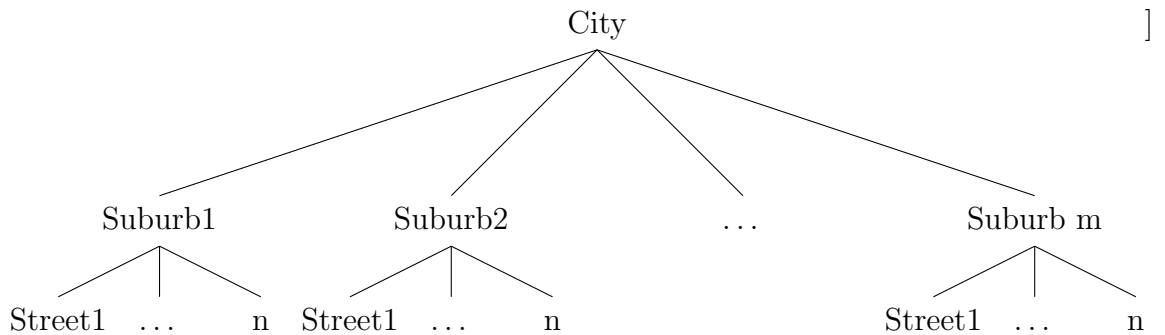 City ]
Suburb1 Suburb2 ... Suburb m
Street1 ... n Street1 ... n Street1 ... n